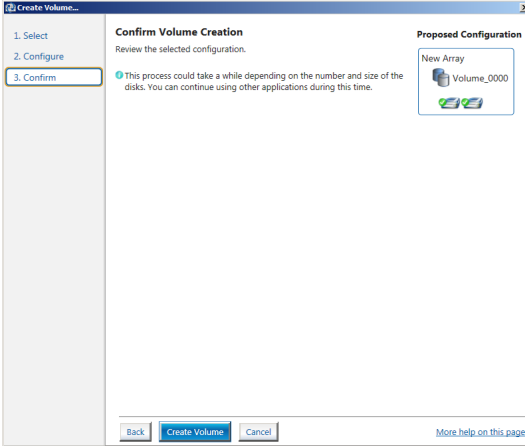 Create Volume...
1. Select
2. Configure
3. Confirm
Confirm Volume Creation
Review the selected configuration.
This process could take a while depending on the number and size of the
disks. You can continue using other applications during this time.
Proposed Configuration
New Array
Volume_0000
Back
Create Volume
Cancel
More help on this page